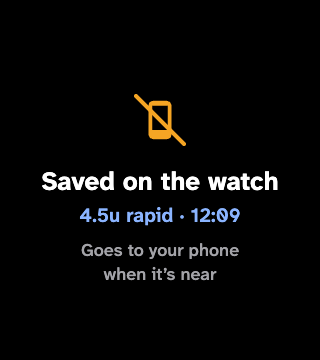 Saved on the watch
4.5u rapid · 12:09
Goes to your phone
when it’s near